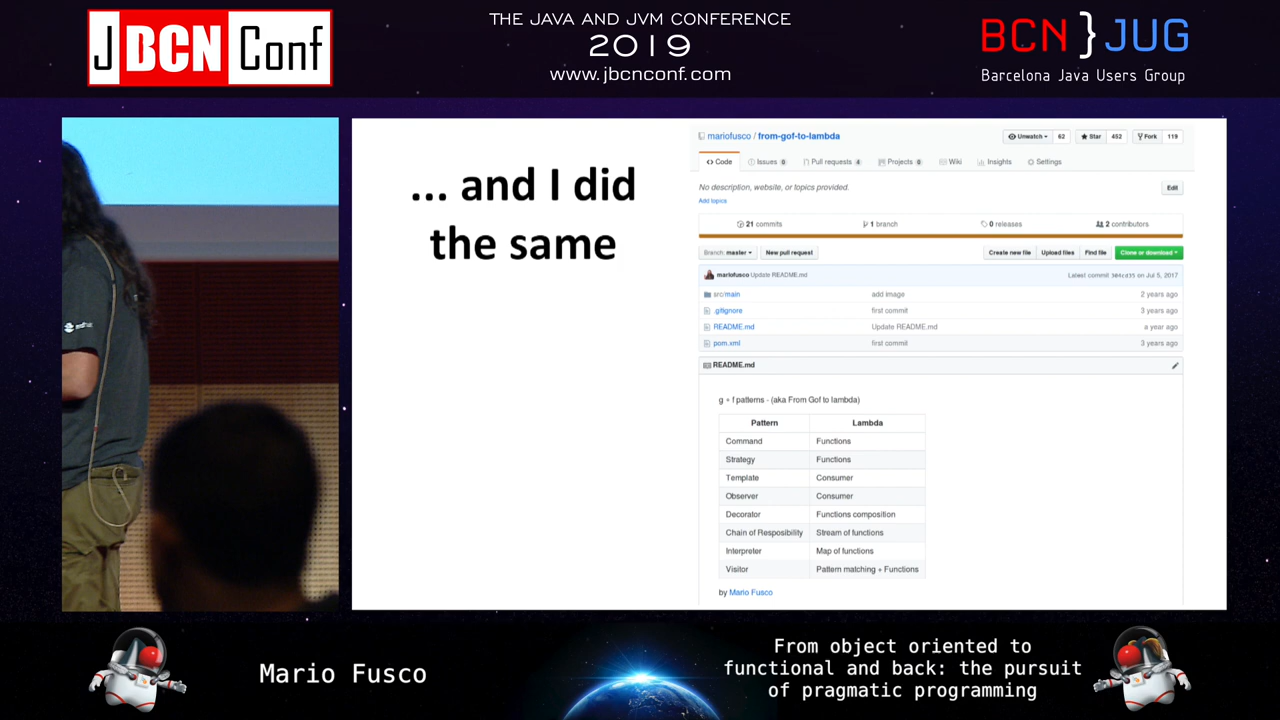 JBCNConf
THE JAVA AND JVM CONFERENCE
2019
www.jbcnconf.com
BCN}JUG
Barcelona Java Users Group
... and I did
the same
mariofusco / from-gof-to-lambda
Unwatch 62 Star 452 Fork 119
Code Issues 0 Pull requests 4 Projects 0 Wiki Insights Settings
No description, website, or topics provided.
Edit
Add topics
21 commits 1 branch 0 releases 2 contributors
Branch: master New pull request Create new file Upload files Find file Clone or download
mariofusco Update README.md Latest commit on Jul 5, 2017
src/main add image 2 years ago
.gitignore first commit 3 years ago
README.md Update README.md a year ago
pom.xml first commit 3 years ago
README.md
g ∘ f patterns - (aka From Gof to lambda)
Pattern Lambda
Command Functions
Strategy Functions
Template Consumer
Observer Consumer
Decorator Functions composition
Chain of Resposibility Stream of functions
Interpreter Map of functions
Visitor Pattern matching + Functions
by Mario Fusco
Mario Fusco
From object oriented to
functional and back: the pursuit
of pragmatic programming